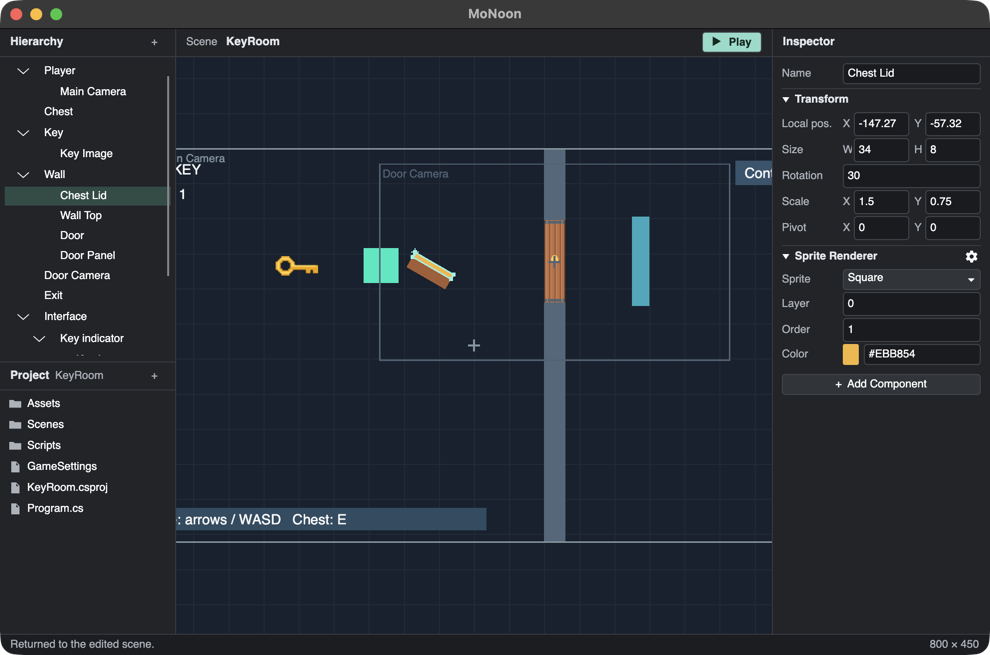 MoNoon
Hierarchy +
Scene KeyRoom
Play
Inspector
Player
Main Camera
Chest
Key
Key Image
Wall
Chest Lid
Wall Top
Door
Door Panel
Door Camera
Exit
Interface
Key indicator
Project KeyRoom +
Assets
Scenes
Scripts
GameSettings
KeyRoom.csproj
Program.cs
n Camera
KEY
1
Door Camera
Cont
: arrows / WASD Chest: E
Name Chest Lid
Transform
Local pos. X -147.27 Y -57.32
Size W 34 H 8
Rotation 30
Scale X 1.5 Y 0.75
Pivot X 0 Y 0
Sprite Renderer
Sprite Square
Layer 0
Order 1
Color #EBB854
+ Add Component
Returned to the edited scene.
800 × 450